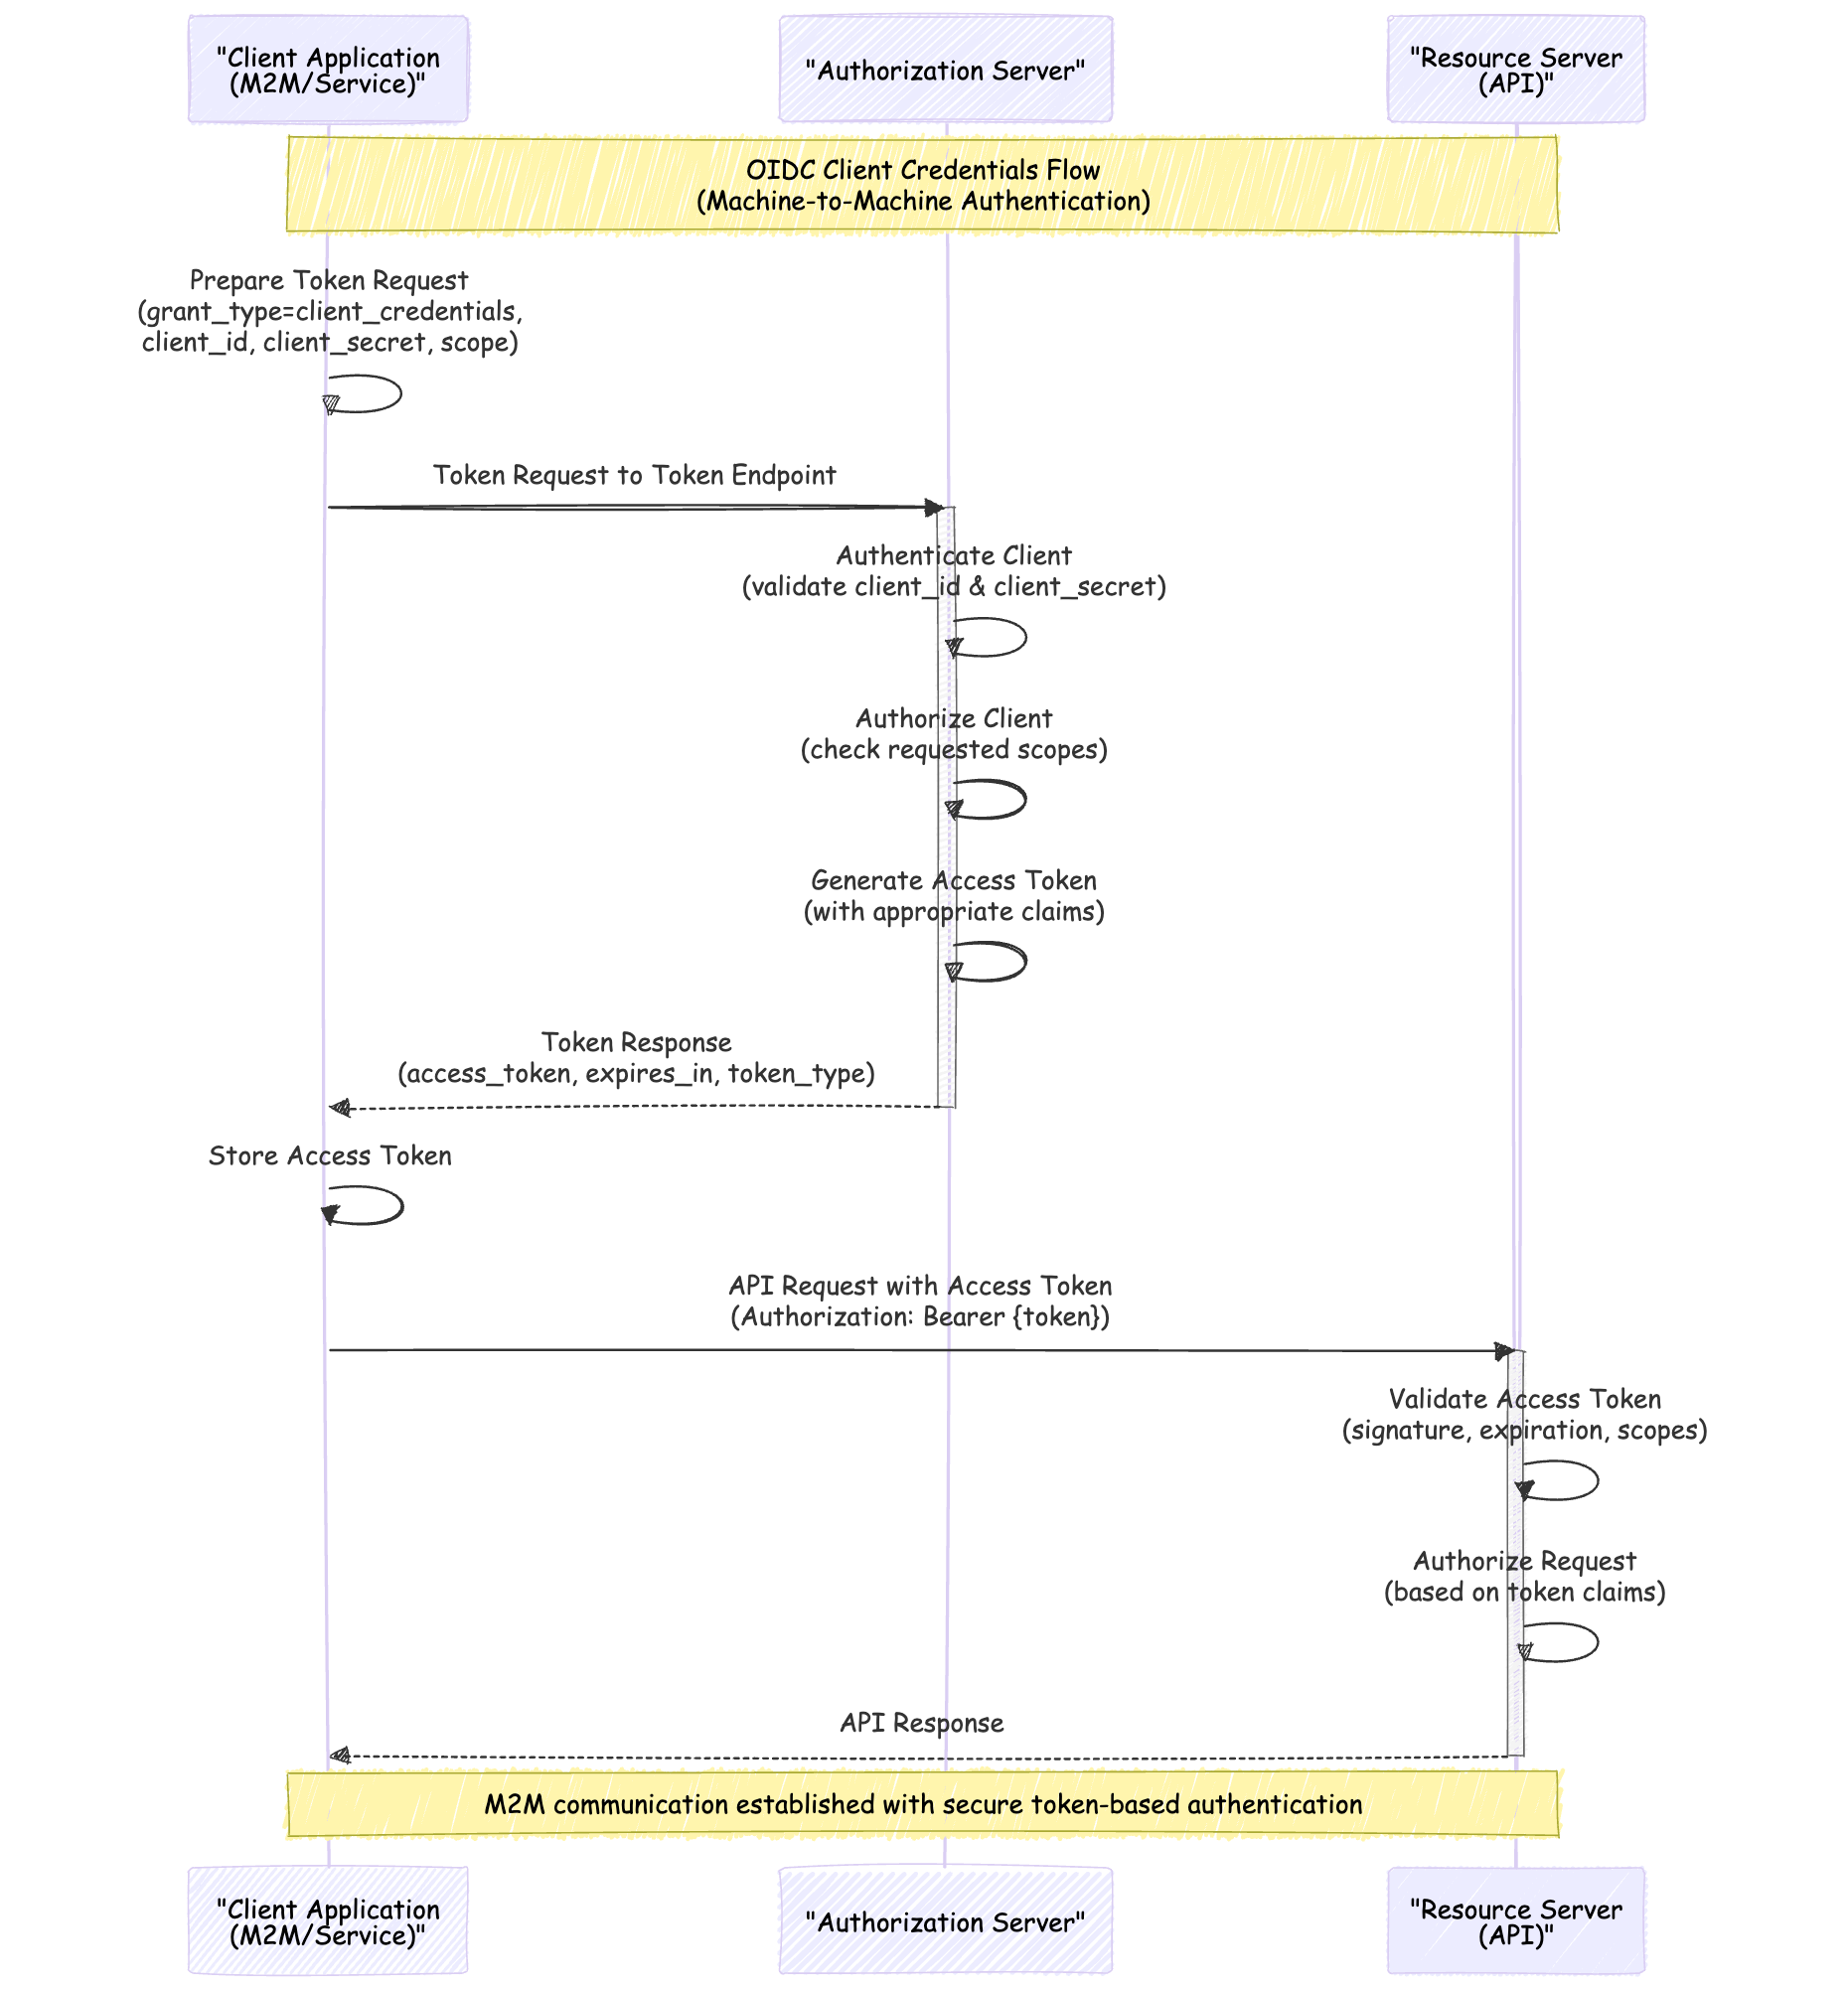 "Client Application
(M2M/Service)"
"Authorization Server"
"Resource Server
(API)"
OIDC Client Credentials Flow
(Machine-to-Machine Authentication)
Prepare Token Request
(grant_type=client_credentials,
client_id, client_secret, scope)
Token Request to Token Endpoint
Authenticate Client
(validate client_id & client_secret)
Authorize Client
(check requested scopes)
Generate Access Token
(with appropriate claims)
Token Response
(access_token, expires_in, token_type)
Store Access Token
API Request with Access Token
(Authorization: Bearer {token})
Validate Access Token
(signature, expiration, scopes)
Authorize Request
(based on token claims)
API Response
M2M communication established with secure token-based authentication
"Client Application
(M2M/Service)"
"Authorization Server"
"Resource Server
(API)"